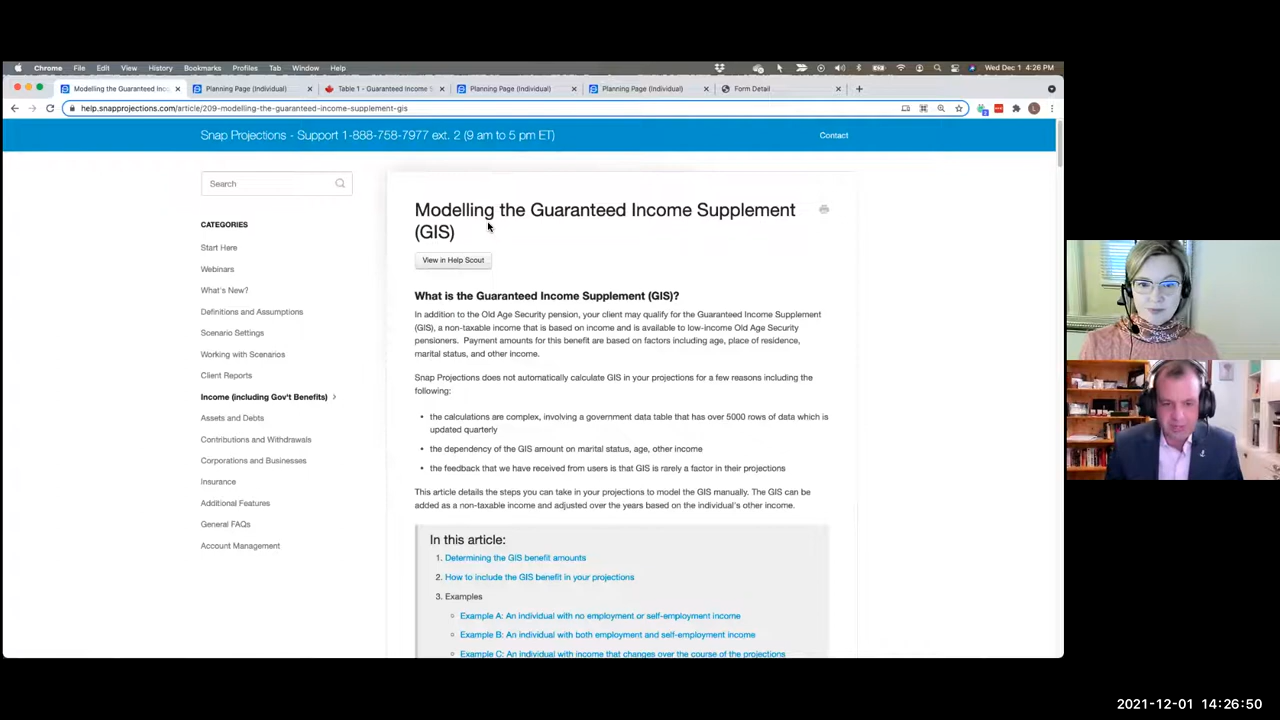 Chrome File Edit View History Bookmarks Profiles Tab Window Help Wed Dec 1 4:26 PM
Modelling the Guaranteed Inco Planning Page (Individual) Table 1 - Guaranteed Income S Planning Page (Individual) Planning Page (Individual) Form Detail
help.snapprojections.com/article/209-modelling-the-guaranteed-income-supplement-gis
Snap Projections - Support 1-888-758-7977 ext. 2 (9 am to 5 pm ET) Contact
Search
CATEGORIES
Start Here
Webinars
What's New?
Definitions and Assumptions
Scenario Settings
Working with Scenarios
Client Reports
Income (including Gov't Benefits)
Assets and Debts
Contributions and Withdrawals
Corporations and Businesses
Insurance
Additional Features
General FAQs
Account Management
Modelling the Guaranteed Income Supplement
(GIS)
View in Help Scout
What is the Guaranteed Income Supplement (GIS)?
In addition to the Old Age Security pension, your client may qualify for the Guaranteed Income Supplement
(GIS), a non-taxable income that is based on income and is available to low-income Old Age Security
pensioners. Payment amounts for this benefit are based on factors including age, place of residence,
marital status, and other income.
Snap Projections does not automatically calculate GIS in your projections for a few reasons including the
following:
• the calculations are complex, involving a government data table that has over 5000 rows of data which is
updated quarterly
• the dependency of the GIS amount on marital status, age, other income
• the feedback that we have received from users is that GIS is rarely a factor in their projections
This article details the steps you can take in your projections to model the GIS manually. The GIS can be
added as a non-taxable income and adjusted over the years based on the individual's other income.
In this article:
1. Determining the GIS benefit amounts
2. How to include the GIS benefit in your projections
3. Examples
Example A: An individual with no employment or self-employment income
Example B: An individual with both employment and self-employment income
Example C: An individual with income that changes over the course of the projections
2021-12-01 14:26:50